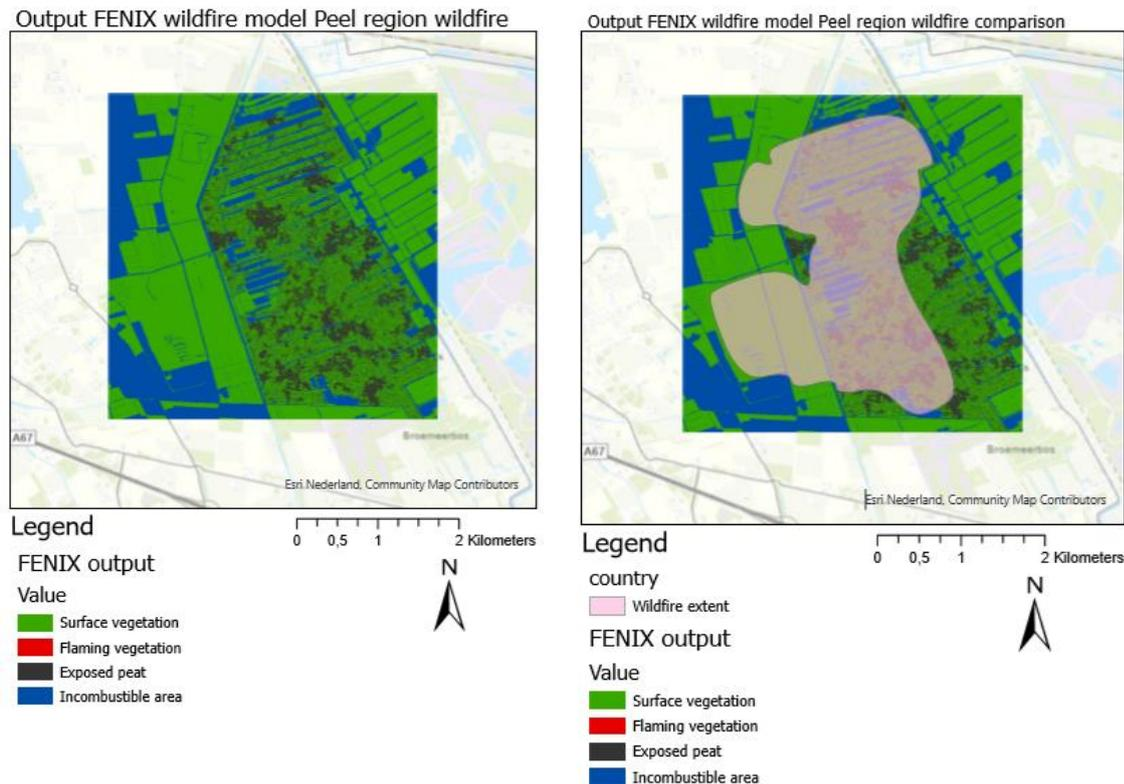 Output FENIX wildfire model Peel region wildfire
A67
Broemeerbos
Esri Nederland, Community Map Contributors
Legend
0 0,5 1 2 Kilometers
FENIX output
N
Value
Surface vegetation
Flaming vegetation
Exposed peat
Incombustible area
Output FENIX wildfire model Peel region wildfire comparison
A67
Broemeerbos
Esri Nederland, Community Map Contributors
Legend
0 0,5 1 2 Kilometers
country
N
Wildfire extent
FENIX output
Value
Surface vegetation
Flaming vegetation
Exposed peat
Incombustible area